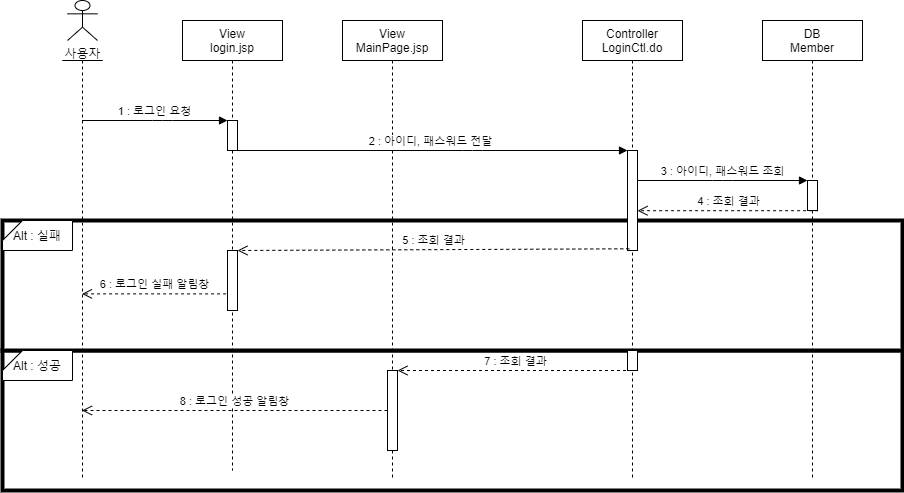 사용자
View
login.jsp
View
MainPage.jsp
Controller
LoginCtl.do
DB
Member
1 : 로그인 요청
2 : 아이디, 패스워드 전달
3 : 아이디, 패스워드 조회
4 : 조회 결과
Alt : 실패
5 : 조회 결과
6 : 로그인 실패 알림창
Alt : 성공
7 : 조회 결과
8 : 로그인 성공 알림창